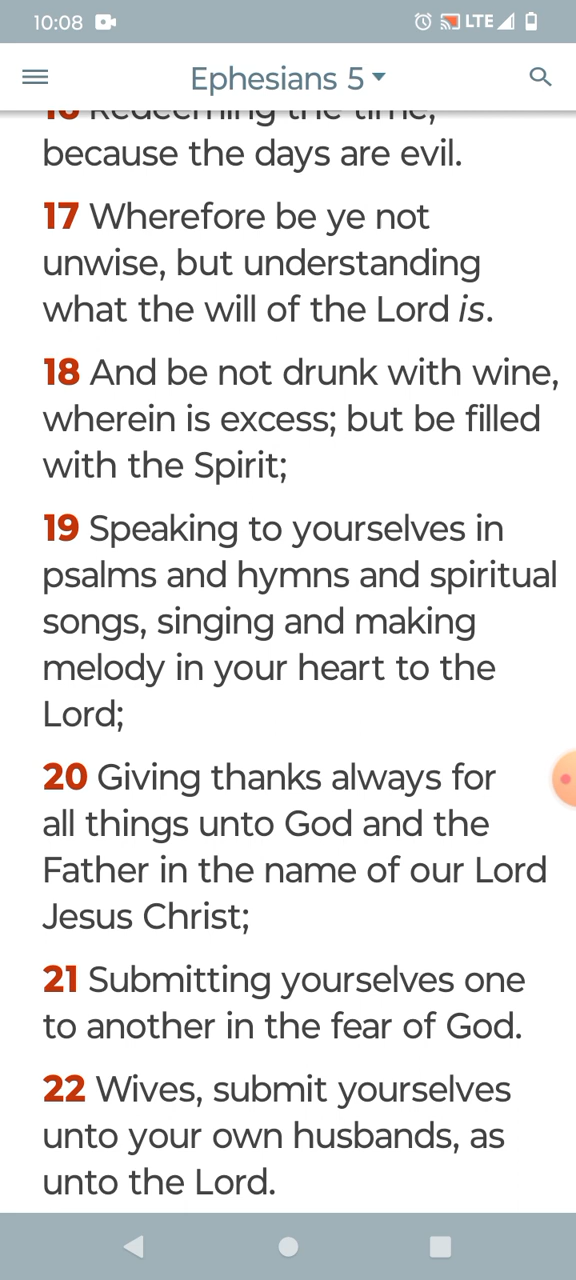 10:08 LTE
Ephesians 5
16 Redeeming the time,
because the days are evil.
17 Wherefore be ye not
unwise, but understanding
what the will of the Lord is.
18 And be not drunk with wine,
wherein is excess; but be filled
with the Spirit;
19 Speaking to yourselves in
psalms and hymns and spiritual
songs, singing and making
melody in your heart to the
Lord;
20 Giving thanks always for
all things unto God and the
Father in the name of our Lord
Jesus Christ;
21 Submitting yourselves one
to another in the fear of God.
22 Wives, submit yourselves
unto your own husbands, as
unto the Lord.